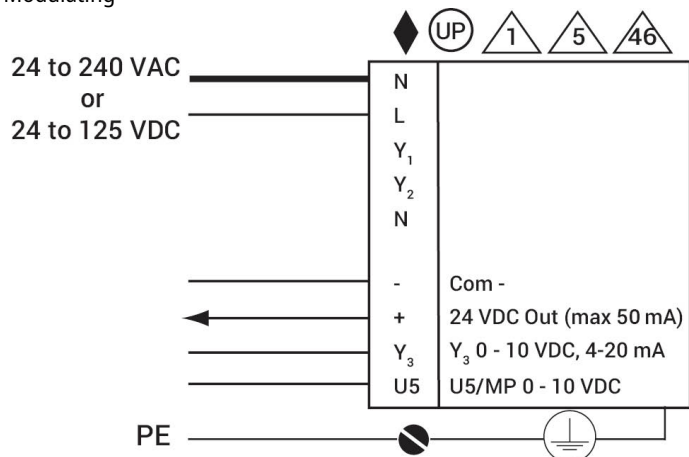 Modulating
UP 1 5 46
24 to 240 VAC
or
24 to 125 VDC
N
L
Y₁
Y₂
N
- Com -
+ 24 VDC Out (max 50 mA)
Y₃ Y₃ 0 - 10 VDC, 4-20 mA
U5 U5/MP 0 - 10 VDC
PE